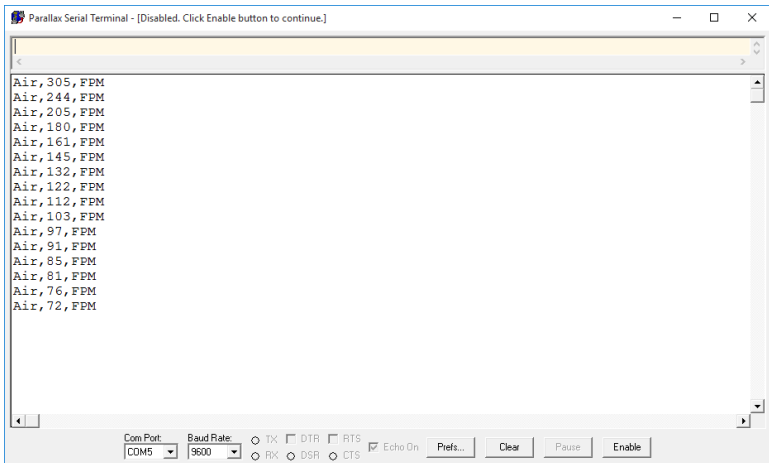 Parallax Serial Terminal - [Disabled. Click Enable button to continue.]
Air,305,FPM
Air,244,FPM
Air,205,FPM
Air,180,FPM
Air,161,FPM
Air,145,FPM
Air,132,FPM
Air,122,FPM
Air,112,FPM
Air,103,FPM
Air,97,FPM
Air,91,FPM
Air,85,FPM
Air,81,FPM
Air,76,FPM
Air,72,FPM
Com Port: Baud Rate: TX DTR RTS
COM5 9600 RX DSR CTS Echo On Prefs... Clear Pause Enable